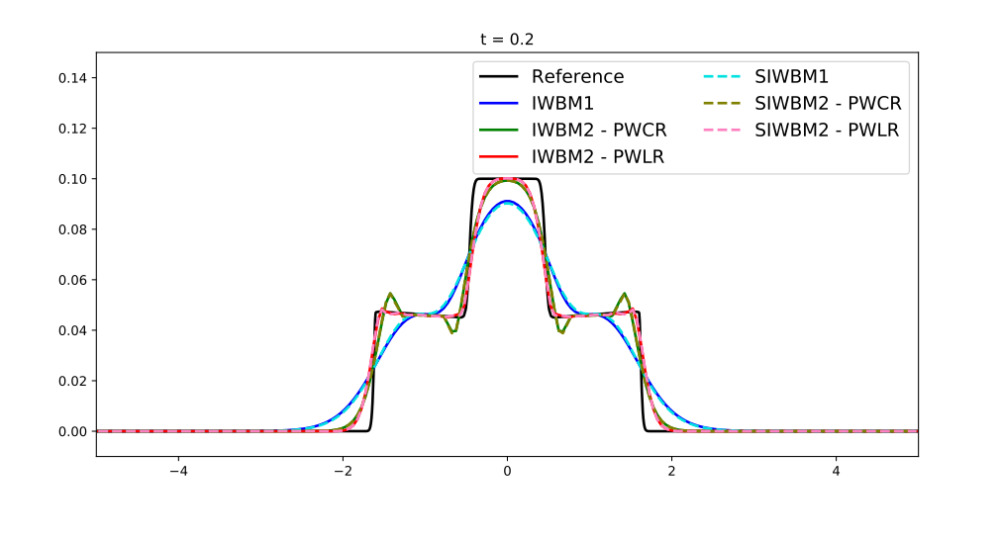 t = 0.2
0.14
0.12
0.10
0.08
0.06
0.04
0.02
0.00
Reference
IWBM1
IWBM2 - PWCR
IWBM2 - PWLR
SIWBM1
SIWBM2 - PWCR
SIWBM2 - PWLR
−4
−2
0
2
4